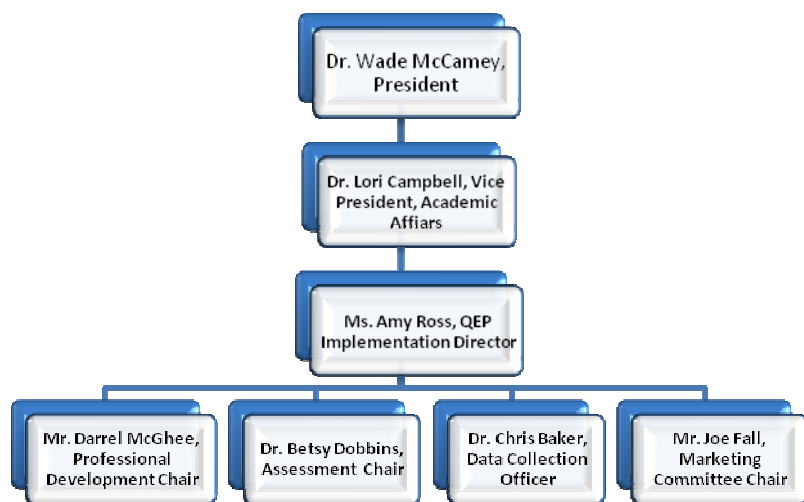 Dr. Wade McCamey,
President
Dr. Lori Campbell, Vice
President, Academic
Affiars
Ms. Amy Ross, QEP
Implementation Director
Mr. Darrel McGhee,
Professional
Development Chair
Dr. Betsy Dobbins,
Assessment Chair
Dr. Chris Baker,
Data Collection
Officer
Mr. Joe Fall,
Marketing
Committee Chair